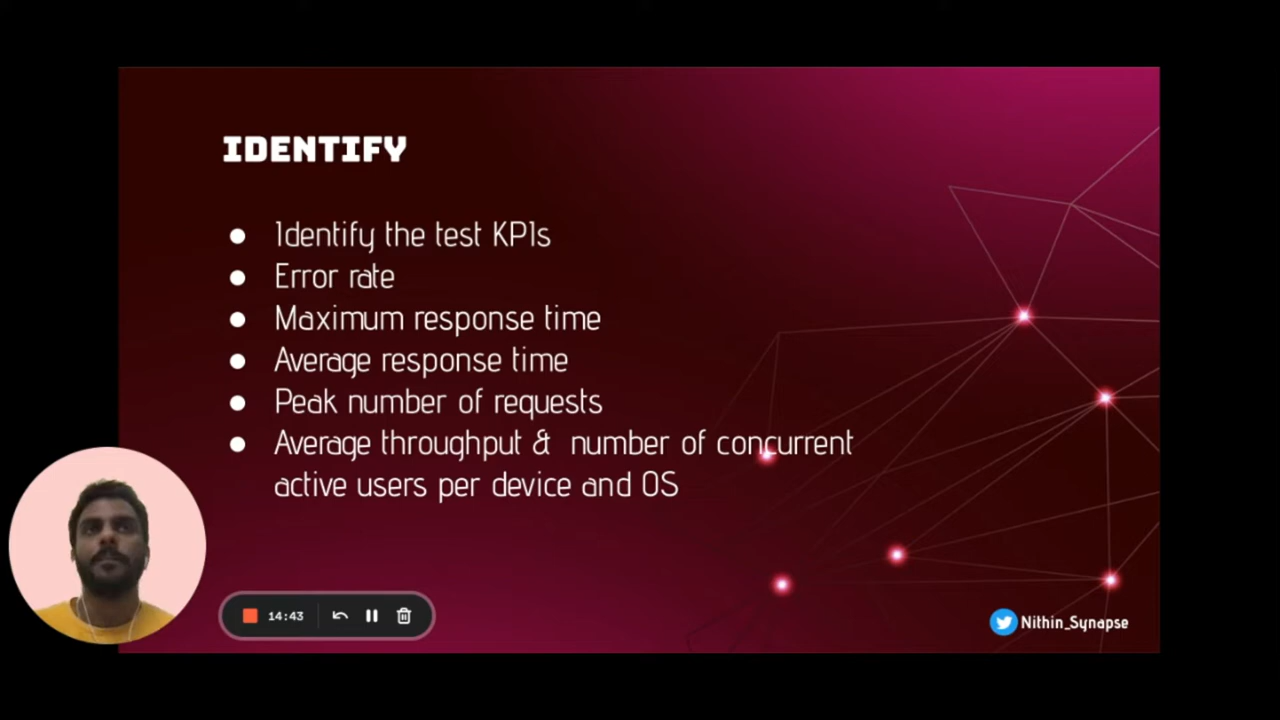 IDENTIFY
● Identify the test KPIs
● Error rate
● Maximum response time
● Average response time
● Peak number of requests
● Average throughput & number of concurrent
active users per device and OS
14:43
Nithin_Synapse